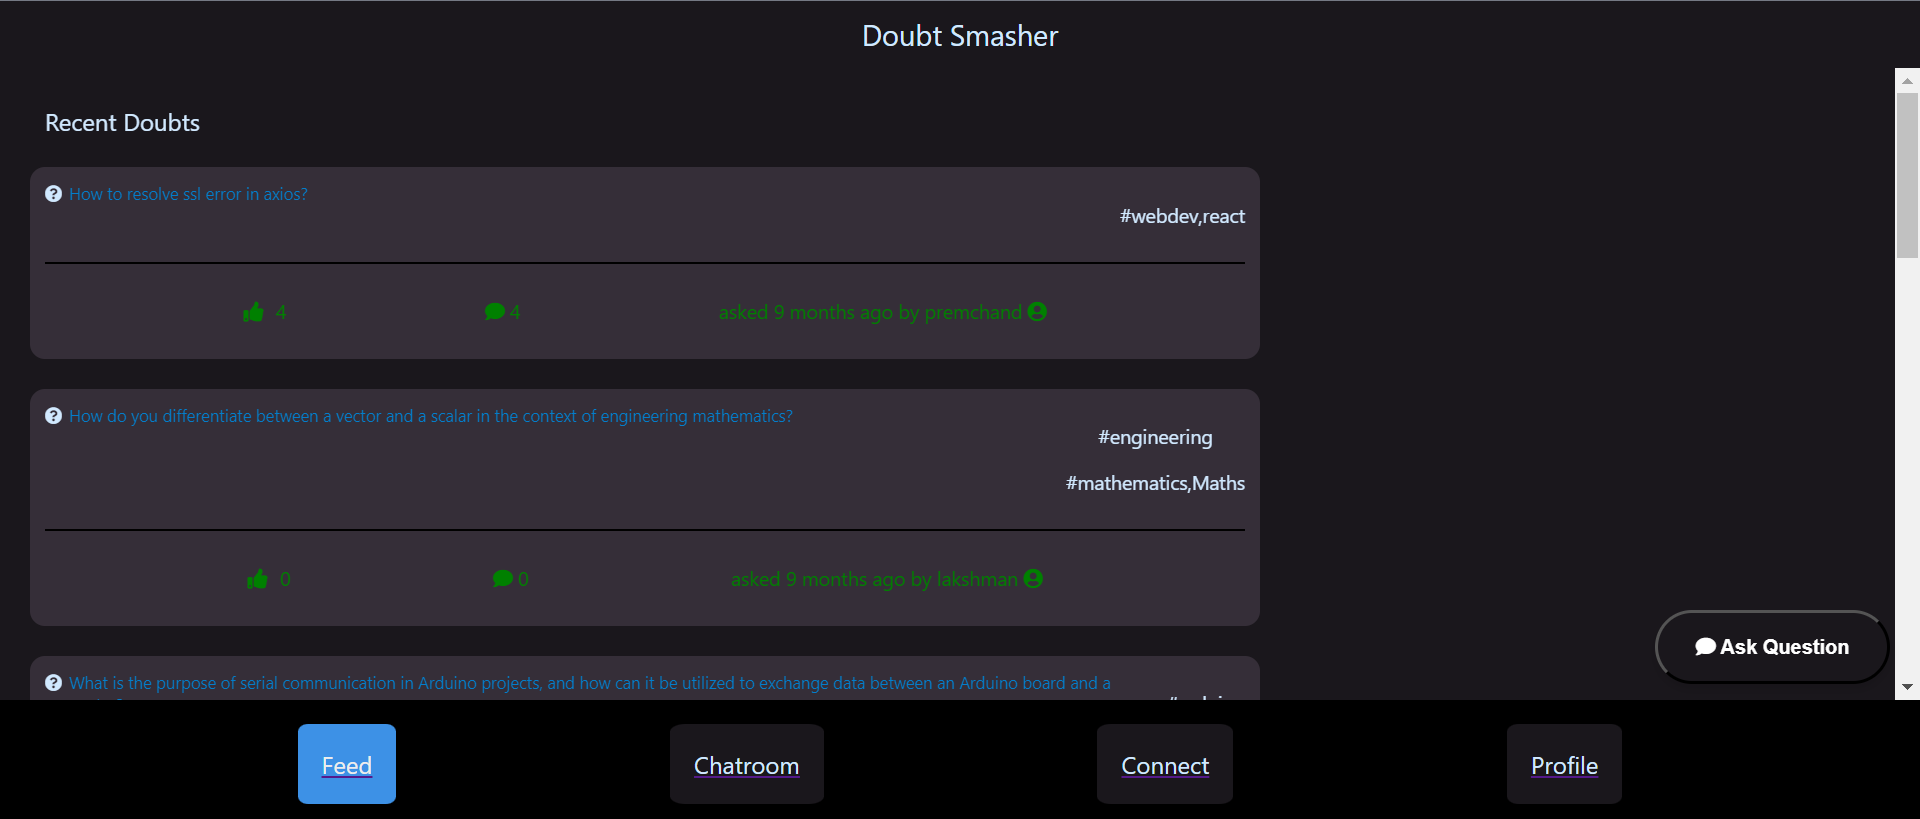 Doubt Smasher
Recent Doubts
How to resolve ssl error in axios?
#webdev,react
4
4
asked 9 months ago by premchand
How do you differentiate between a vector and a scalar in the context of engineering mathematics?
#engineering
#mathematics,Maths
0
0
asked 9 months ago by lakshman
What is the purpose of serial communication in Arduino projects, and how can it be utilized to exchange data between an Arduino board and a
Ask Question
Feed
Chatroom
Connect
Profile